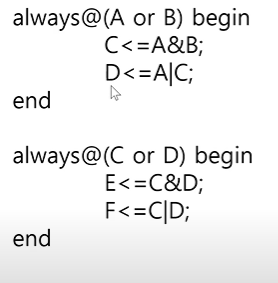 always@(A or B) begin
C<=A&B;
D<=A|C;
end
always@(C or D) begin
E<=C&D;
F<=C|D;
end